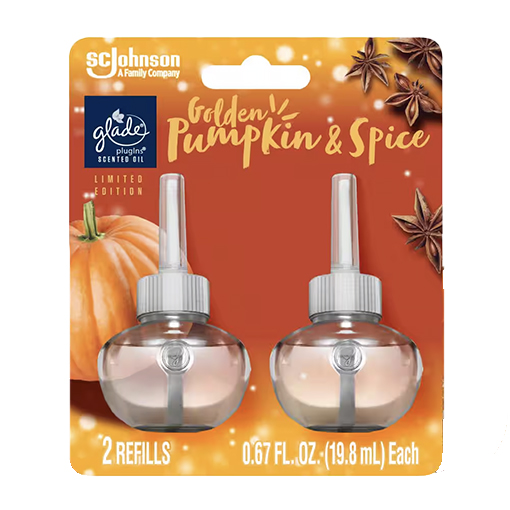 SC Johnson
A Family Company
glade®
plugins®
SCENTED OIL
LIMITED
EDITION
Golden
Pumpkin & Spice
2 REFILLS
0.67 FL. OZ. (19.8 mL) Each